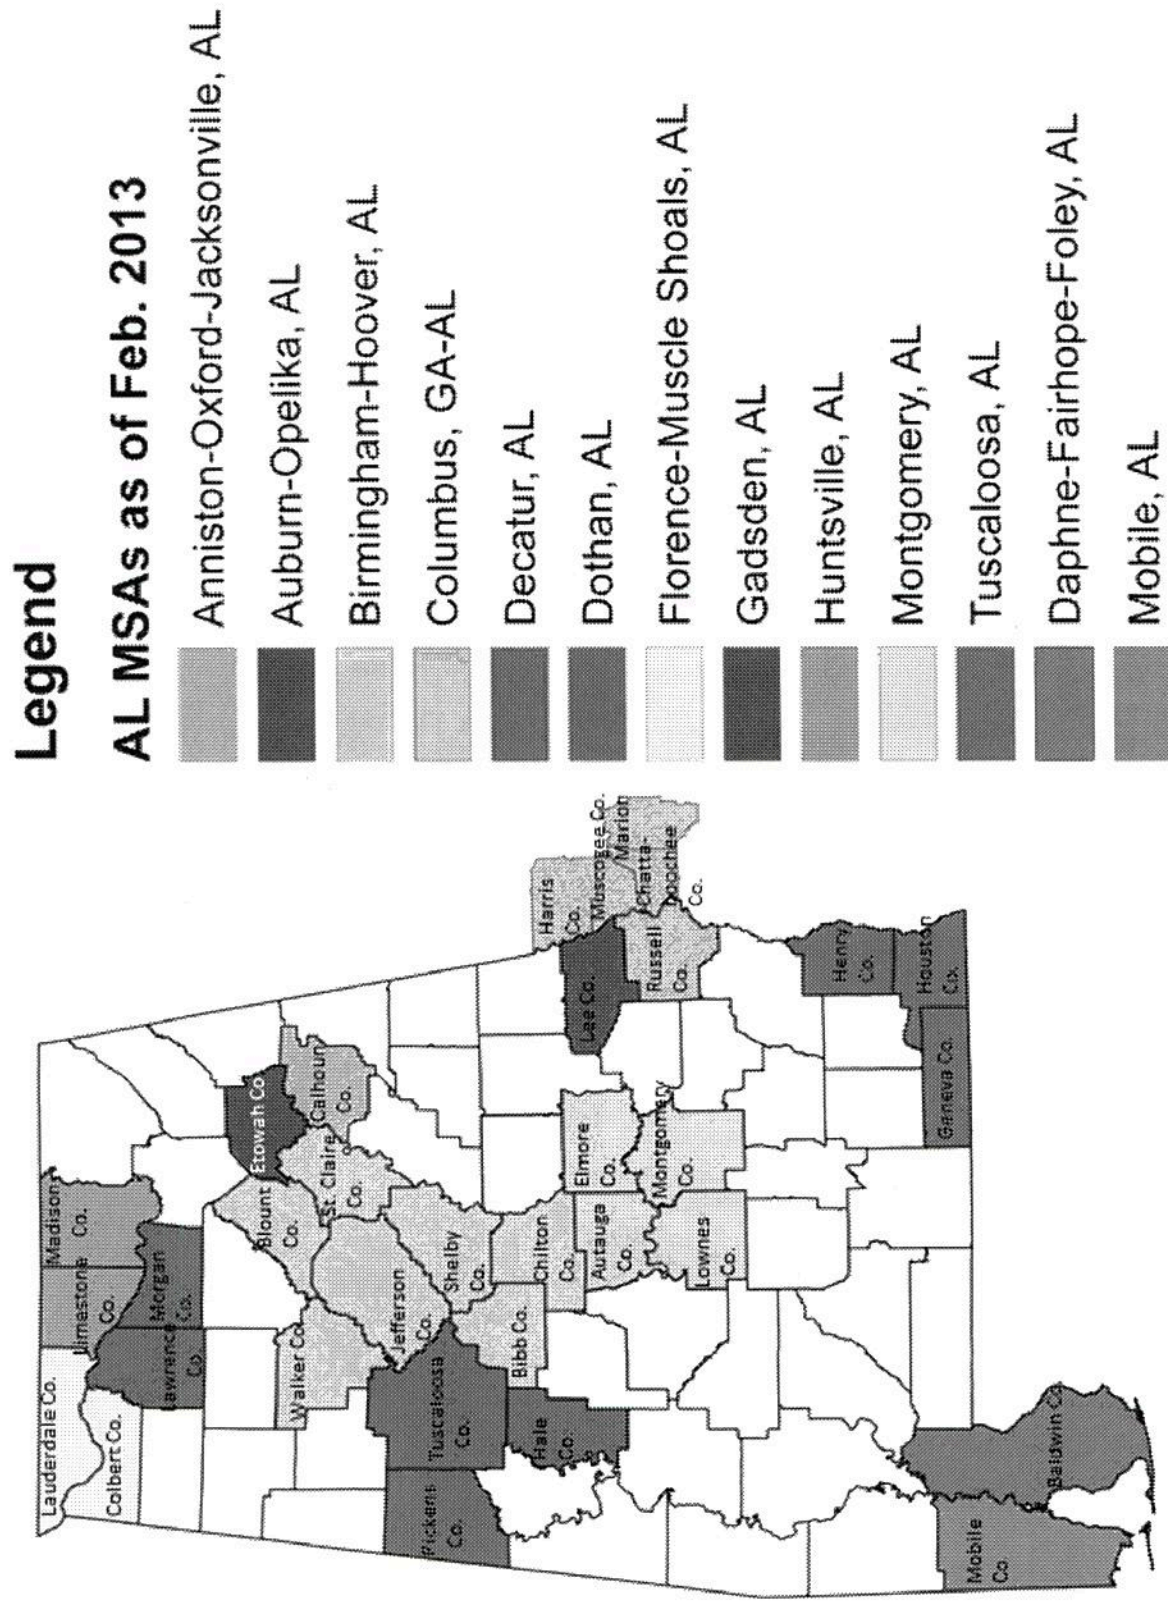 Legend
AL MSAs as of Feb. 2013
Anniston-Oxford-Jacksonville, AL
Auburn-Opelika, AL
Birmingham-Hoover, AL
Columbus, GA-AL
Decatur, AL
Dothan, AL
Florence-Muscle Shoals, AL
Gadsden, AL
Huntsville, AL
Montgomery, AL
Tuscaloosa, AL
Daphne-Fairhope-Foley, AL
Mobile, AL
Lauderdale Co.
Colbert Co.
Limestone
Co.
Madison
Co.
Lawrence
Co
Morgan
Co.
Etowah Co
Blount
Co.
Calhoun
Co.
St. Claire
Co.
Walker Co.
Jefferson
Co.
Shelby
Co.
Pickens
Co.
Tuscaloosa
Co.
Bibb Co.
Hale
Co.
Chilton
Co.
Autauga
Co.
Elmore
Co.
Lownes
Co.
Montgomery
Co.
Lee Co.
Russell
Co.
Harris
Co.
Muscogee Co.
Marion
Chatta-
hoochee
Co.
Henry
Co.
Houston
Co.
Geneva Co.
Mobile
Co.
Baldwin Co.